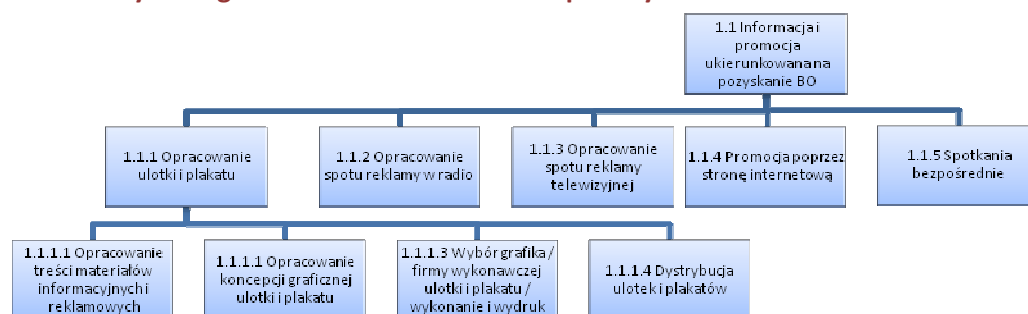 1.1 Informacja i
promocja
ukierunkowana na
pozyskanie BO
1.1.1 Opracowanie
ulotki i plakatu
1.1.2 Opracowanie
spotu reklamy w radio
1.1.3 Opracowanie
spotu reklamy
telewizyjnej
1.1.4 Promocja poprzez
stronę internetową
1.1.5 Spotkania
bezpośrednie
1.1.1.1 Opracowanie
treści materiałów
informacyjnych i
reklamowych
1.1.1.1 Opracowanie
koncepcji graficznej
ulotki i plakatu
1.1.1.3 Wybór grafika /
firmy wykonawczej
ulotki i plakatu /
wykonanie i wydruk
1.1.1.4 Dystrybucja
ulotek i plakatów